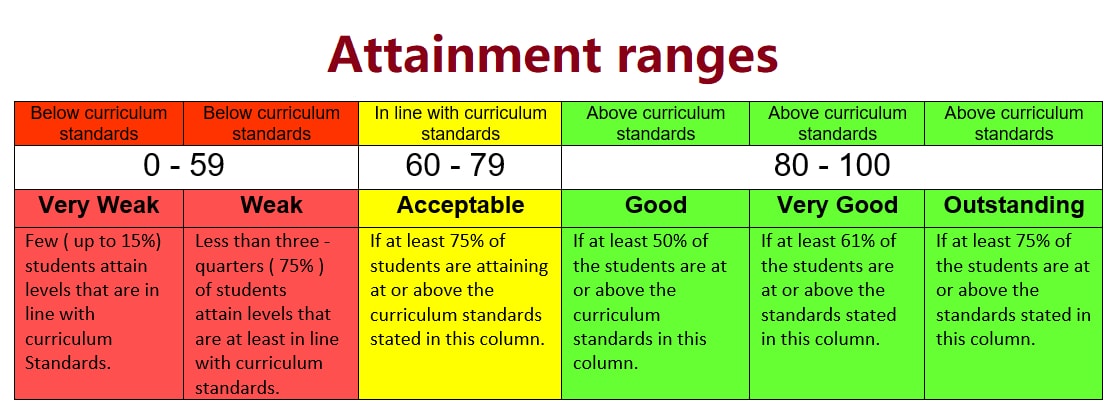 Attainment ranges
Below curriculum
standards
Below curriculum
standards
In line with curriculum
standards
Above curriculum
standards
Above curriculum
standards
Above curriculum
standards
0 - 59
60 - 79
80 - 100
Very Weak
Weak
Acceptable
Good
Very Good
Outstanding
Few ( up to 15%)
students attain
levels that are in
line with
curriculum
Standards.
Less than three -
quarters ( 75% )
of students
attain levels that
are at least in line
with curriculum
standards.
If at least 75% of
students are attaining
at or above the
curriculum standards
stated in this column.
If at least 50% of
the students are at
or above the
curriculum
standards in this
column.
If at least 61% of
the students are
at or above the
standards stated
in this column.
If at least 75% of
the students are at
or above the
standards stated in
this column.